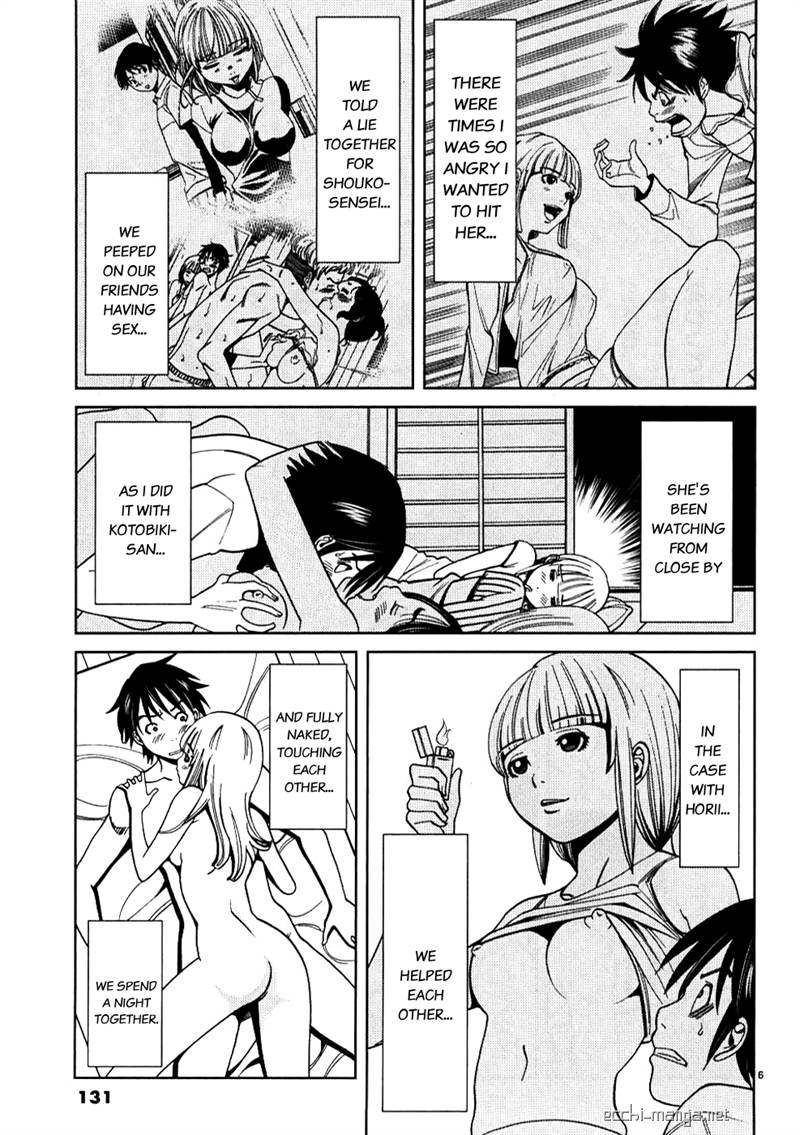 THERE
WERE
TIMES I
WAS SO
ANGRY I
WANTED
TO HIT
HER...
WE
TOLD
A LIE
TOGETHER
FOR
SHOUKO-
SENSEI...
WE
PEEPED
ON OUR
FRIENDS
HAVING
SEX...
SHE'S
BEEN
WATCHING
FROM
CLOSE BY
AS I DID
IT WITH
KOTOBIKI-
SAN...
IN
THE
CASE
WITH
HORII...
WE
HELPED
EACH
OTHER...
AND FULLY
NAKED,
TOUCHING
EACH
OTHER...
WE SPEND
A NIGHT
TOGETHER.
6
131
ecchi-manga.net